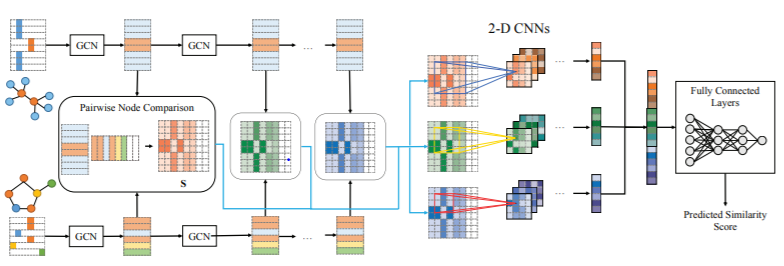 2-D CNNs
GCN
GCN
...
...
Pairwise Node Comparison
S
Fully Connected
Layers
...
...
...
GCN
GCN
...
Predicted Similarity
Score